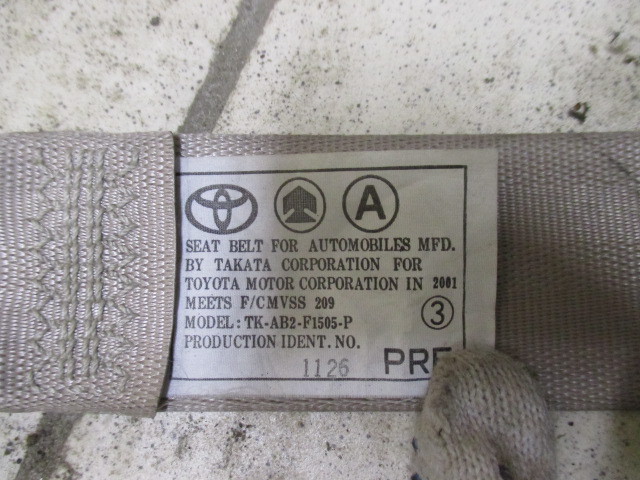 A
SEAT BELT FOR AUTOMOBILES MFD.
BY TAKATA CORPORATION FOR
TOYOTA MOTOR CORPORATION IN 2001
MEETS F/CMVSS 209
MODEL: TK-AB2-F1505-P
3
PRODUCTION IDENT. NO.
1126